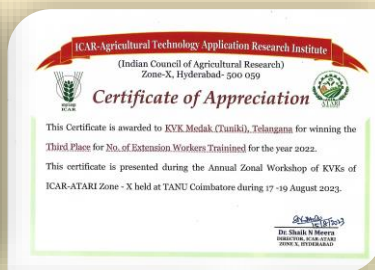 ICAR-Agricultural Technology Application Research Institute
(Indian Council of Agricultural Research)
Zone-X, Hyderabad- 500 059
ICAR
ATARI
Certificate of Appreciation
This Certificate is awarded to KVK Medak (Tuniki), Telangana for winning the
Third Place for No. of Extension Workers Trainined for the year 2022.
This certificate is presented during the Annual Zonal Workshop of KVKs of
ICAR-ATARI Zone - X held at TANU Coimbatore during 17 -19 August 2023.
Dr. Shaik N Meera
DIRECTOR, ICAR-ATARI
ZONE X, HYDERABAD